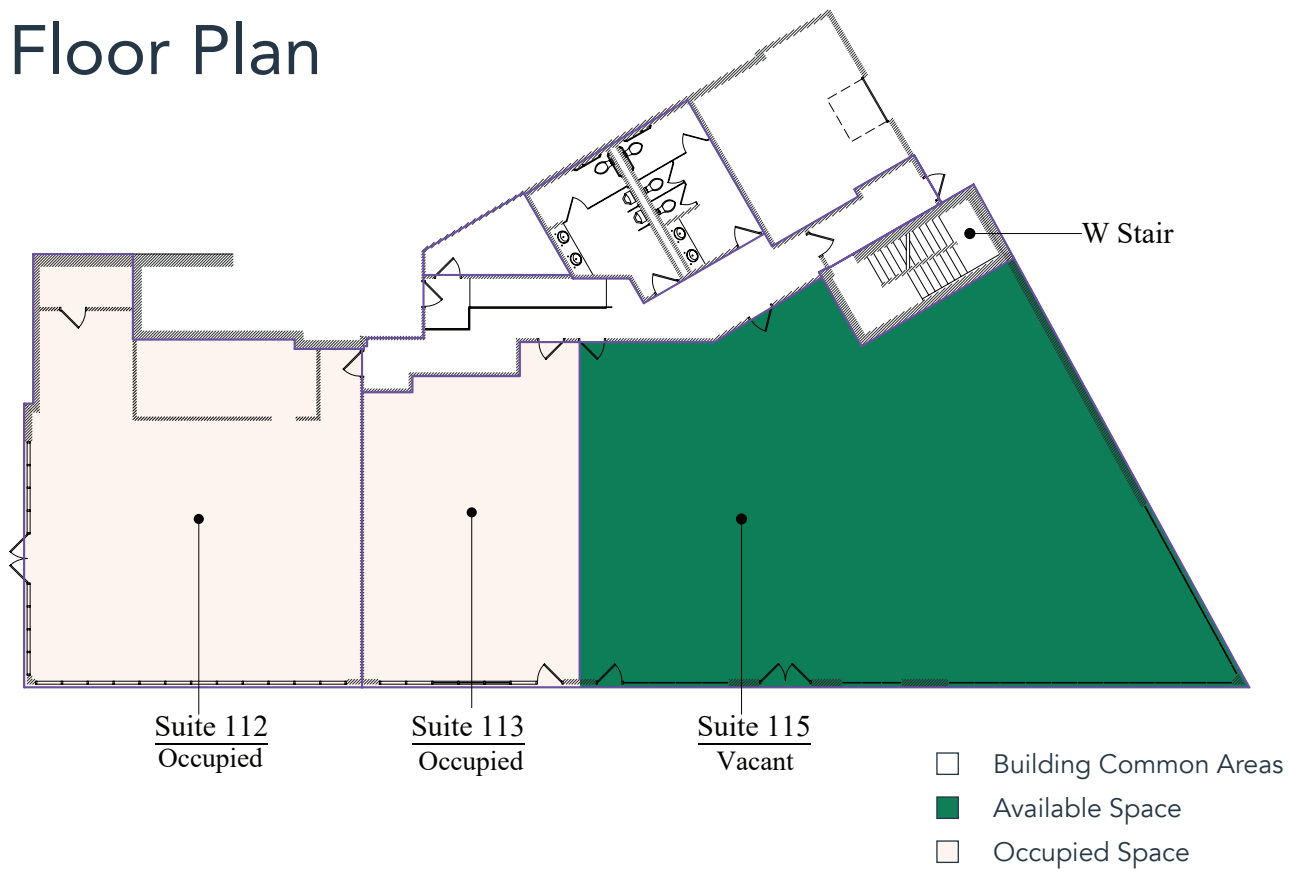 Floor Plan
W Stair
Suite 112
Occupied
Suite 113
Occupied
Suite 115
Vacant
Building Common Areas
Available Space
Occupied Space